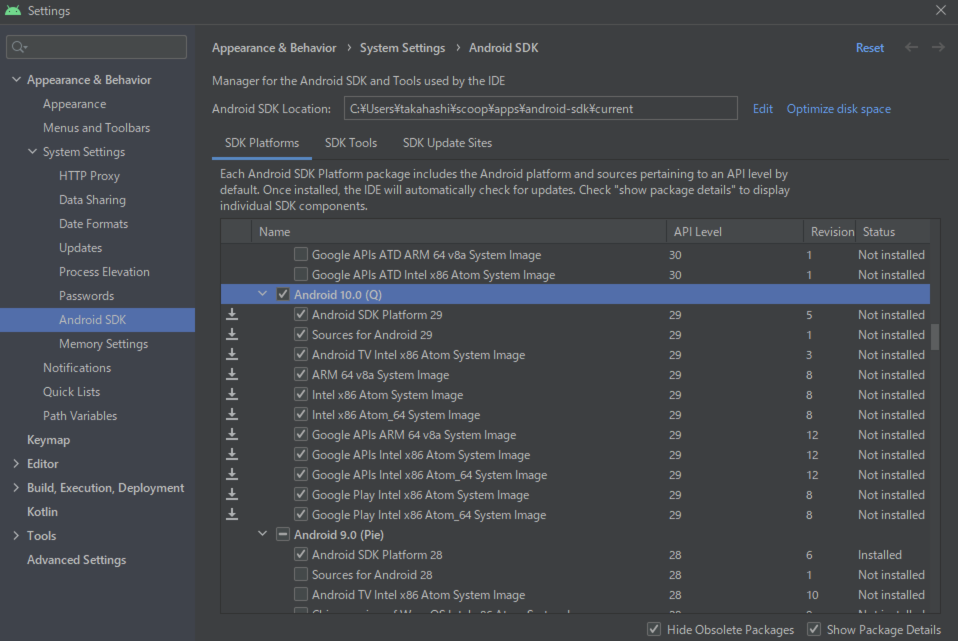 Settings
Appearance & Behavior
Appearance
Menus and Toolbars
System Settings
HTTP Proxy
Data Sharing
Date Formats
Updates
Process Elevation
Passwords
Android SDK
Memory Settings
Notifications
Quick Lists
Path Variables
Keymap
Editor
Build, Execution, Deployment
Kotlin
Tools
Advanced Settings
Appearance & Behavior › System Settings › Android SDK Reset
Manager for the Android SDK and Tools used by the IDE
Android SDK Location: C:¥Users¥takahashi¥scoop¥apps¥android-sdk¥current Edit Optimize disk space
SDK Platforms SDK Tools SDK Update Sites
Each Android SDK Platform package includes the Android platform and sources pertaining to an API level by
default. Once installed, the IDE will automatically check for updates. Check "show package details" to display
individual SDK components.
Name API Level Revision Status
Google APIs ATD ARM 64 v8a System Image 30 1 Not installed
Google APIs ATD Intel x86 Atom System Image 30 1 Not installed
Android 10.0 (Q)
Android SDK Platform 29 29 5 Not installed
Sources for Android 29 29 1 Not installed
Android TV Intel x86 Atom System Image 29 3 Not installed
ARM 64 v8a System Image 29 8 Not installed
Intel x86 Atom System Image 29 8 Not installed
Intel x86 Atom_64 System Image 29 8 Not installed
Google APIs ARM 64 v8a System Image 29 12 Not installed
Google APIs Intel x86 Atom System Image 29 12 Not installed
Google APIs Intel x86 Atom_64 System Image 29 12 Not installed
Google Play Intel x86 Atom System Image 29 8 Not installed
Google Play Intel x86 Atom_64 System Image 29 8 Not installed
Android 9.0 (Pie)
Android SDK Platform 28 28 6 Installed
Sources for Android 28 28 1 Not installed
Android TV Intel x86 Atom System Image 28 10 Not installed
Hide Obsolete Packages Show Package Details